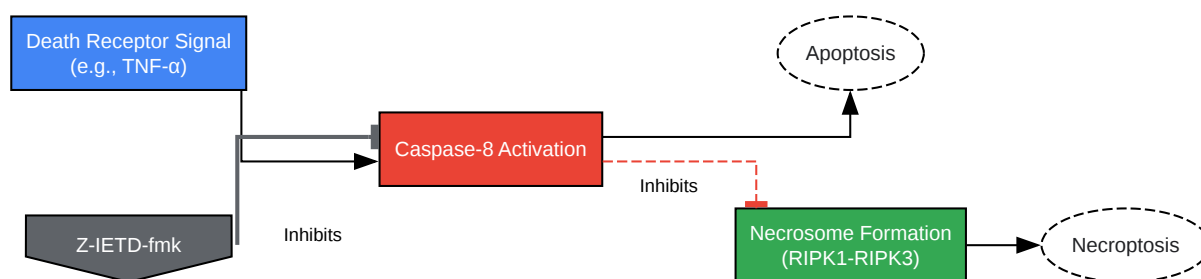 Death Receptor Signal
(e.g., TNF-α)
Apoptosis
Caspase-8 Activation
Inhibits
Z-IETD-fmk
Inhibits
Necrosome Formation
(RIPK1-RIPK3)
Necroptosis